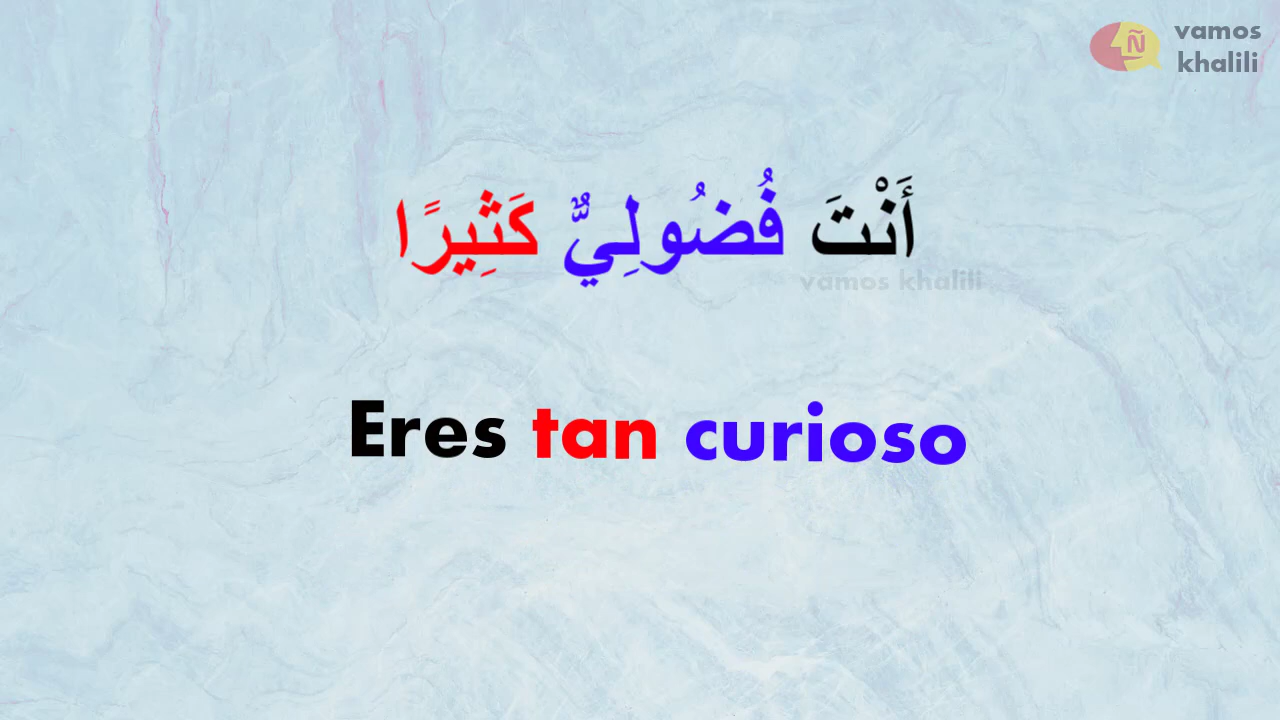 vamos
khalili
أَنْتَ فُضُولِيٌّ كَثِيرًا
vamos khalili
Eres tan curioso